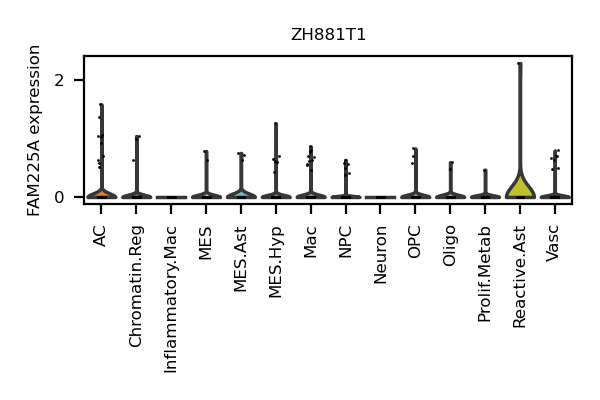 ZH881T1
FAM225A expression
2
0
AC
Chromatin.Reg
Inflammatory.Mac
MES
MES.Ast
MES.Hyp
Mac
NPC
Neuron
OPC
Oligo
Prolif.Metab
Reactive.Ast
Vasc